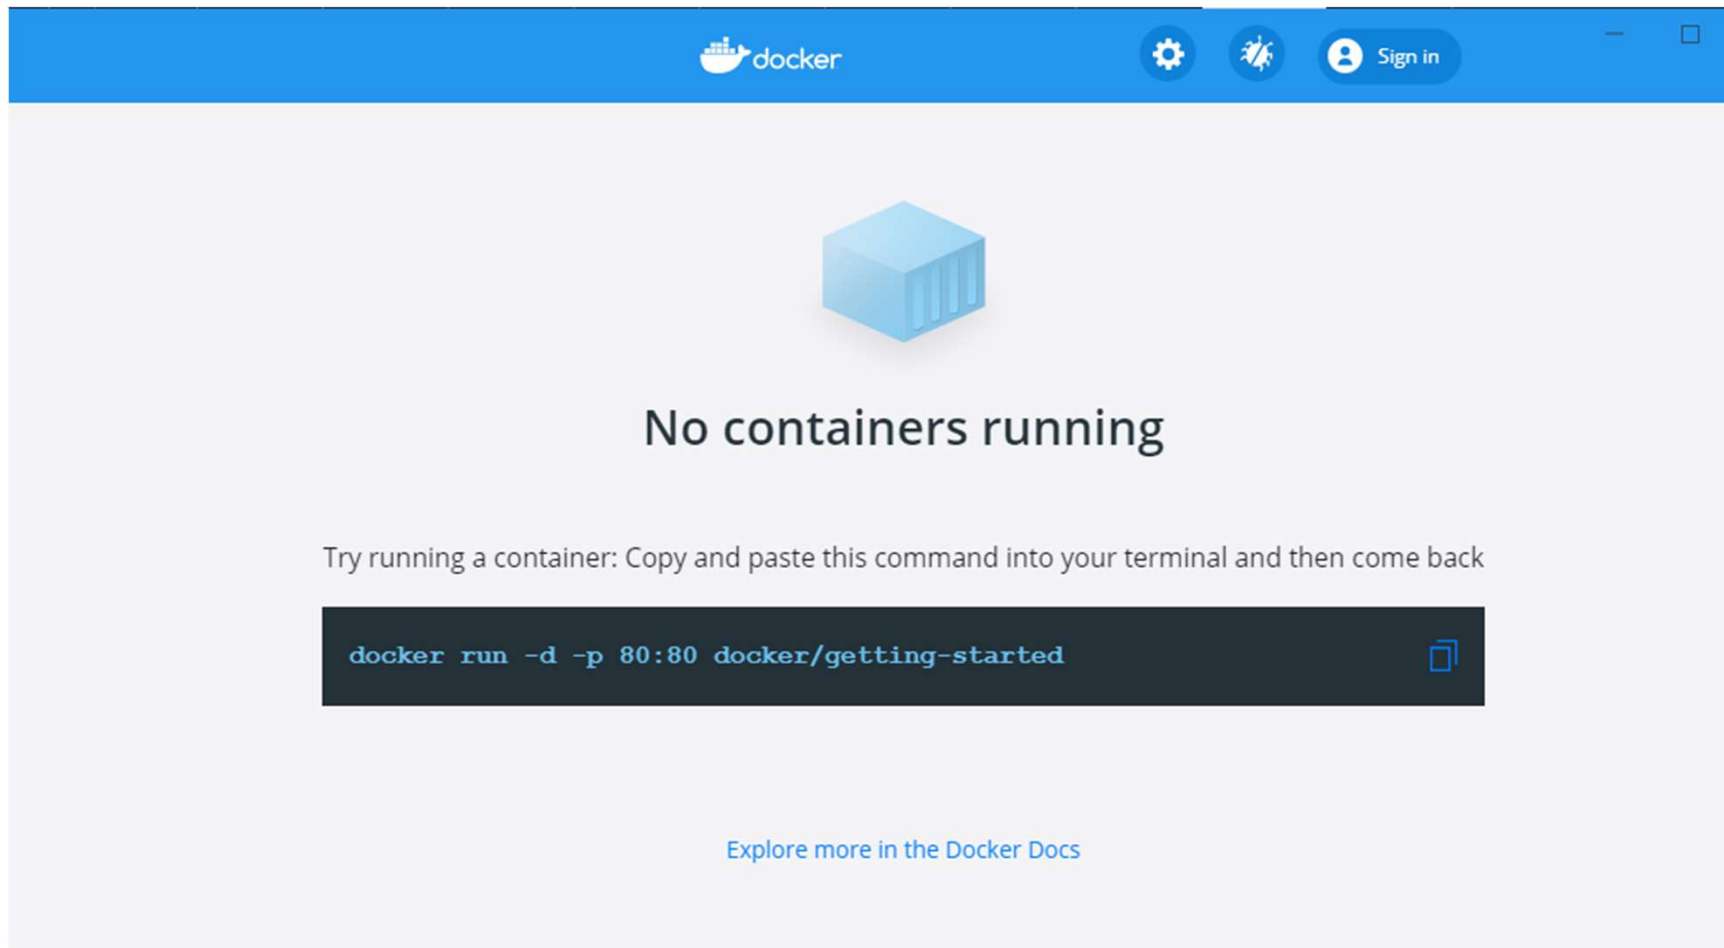 docker
Sign in
No containers running
Try running a container: Copy and paste this command into your terminal and then come back
docker run -d -p 80:80 docker/getting-started
Explore more in the Docker Docs